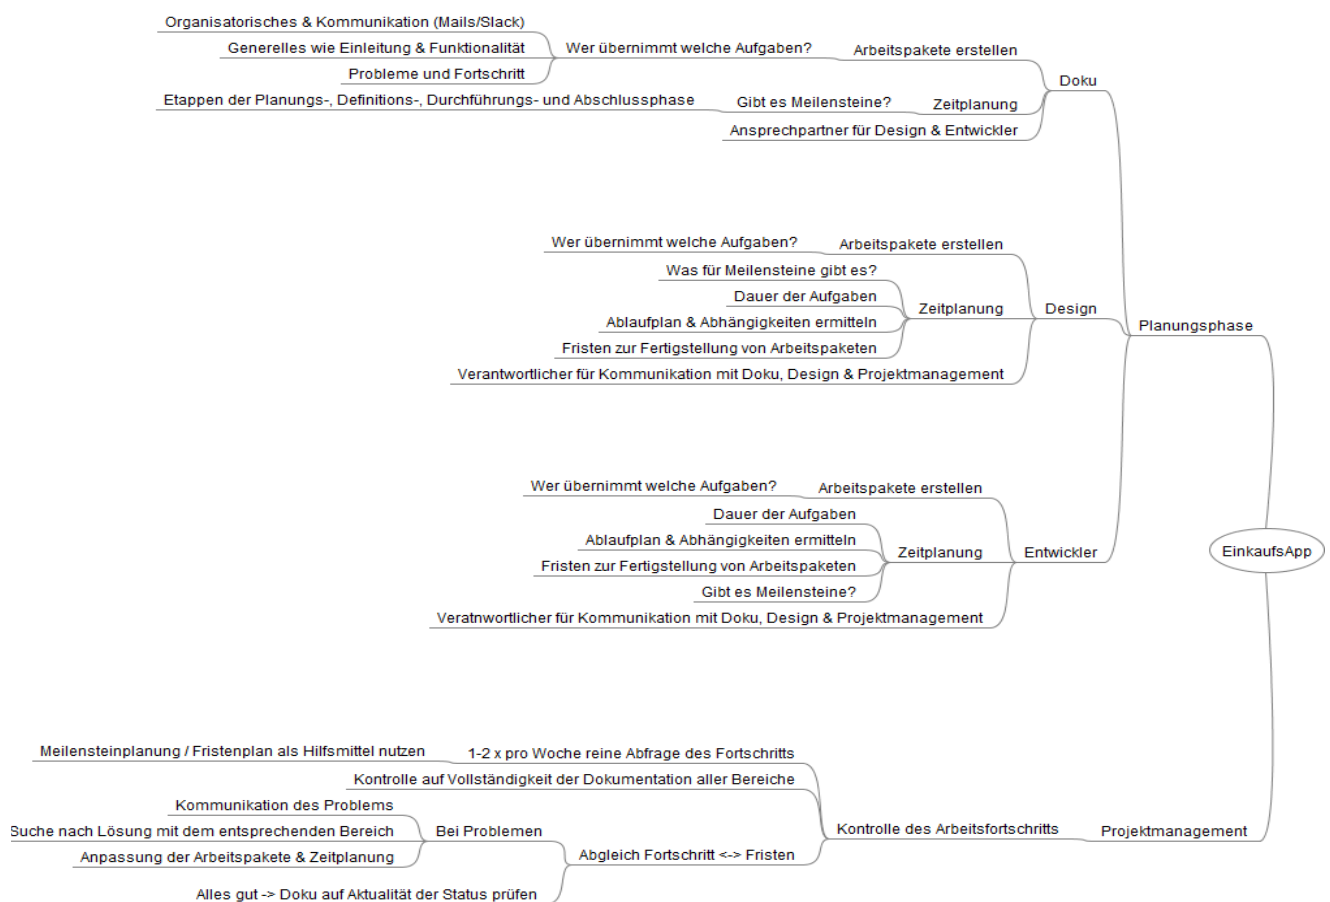 Organisatorisches & Kommunikation (Mails/Slack)
Generelles wie Einleitung & Funktionalität
Wer übernimmt welche Aufgaben?
Arbeitspakete erstellen
Probleme und Fortschritt
Doku
Etappen der Planungs-, Definitions-, Durchführungs- und Abschlussphase
Gibt es Meilensteine?
Zeitplanung
Ansprechpartner für Design & Entwickler
Wer übernimmt welche Aufgaben?
Arbeitspakete erstellen
Was für Meilensteine gibt es?
Dauer der Aufgaben
Zeitplanung
Design
Ablaufplan & Abhängigkeiten ermitteln
Planungsphase
Fristen zur Fertigstellung von Arbeitspaketen
Verantwortlicher für Kommunikation mit Doku, Design & Projektmanagement
Wer übernimmt welche Aufgaben?
Arbeitspakete erstellen
Dauer der Aufgaben
Ablaufplan & Abhängigkeiten ermitteln
Zeitplanung
Entwickler
EinkaufsApp
Fristen zur Fertigstellung von Arbeitspaketen
Gibt es Meilensteine?
Veratnwortlicher für Kommunikation mit Doku, Design & Projektmanagement
Meilensteinplanung / Fristenplan als Hilfsmittel nutzen
1-2 x pro Woche reine Abfrage des Fortschritts
Kontrolle auf Vollständigkeit der Dokumentation aller Bereiche
Kommunikation des Problems
Suche nach Lösung mit dem entsprechenden Bereich
Bei Problemen
Kontrolle des Arbeitsfortschritts
Projektmanagement
Anpassung der Arbeitspakete & Zeitplanung
Abgleich Fortschritt <-> Fristen
Alles gut -> Doku auf Aktualität der Status prüfen